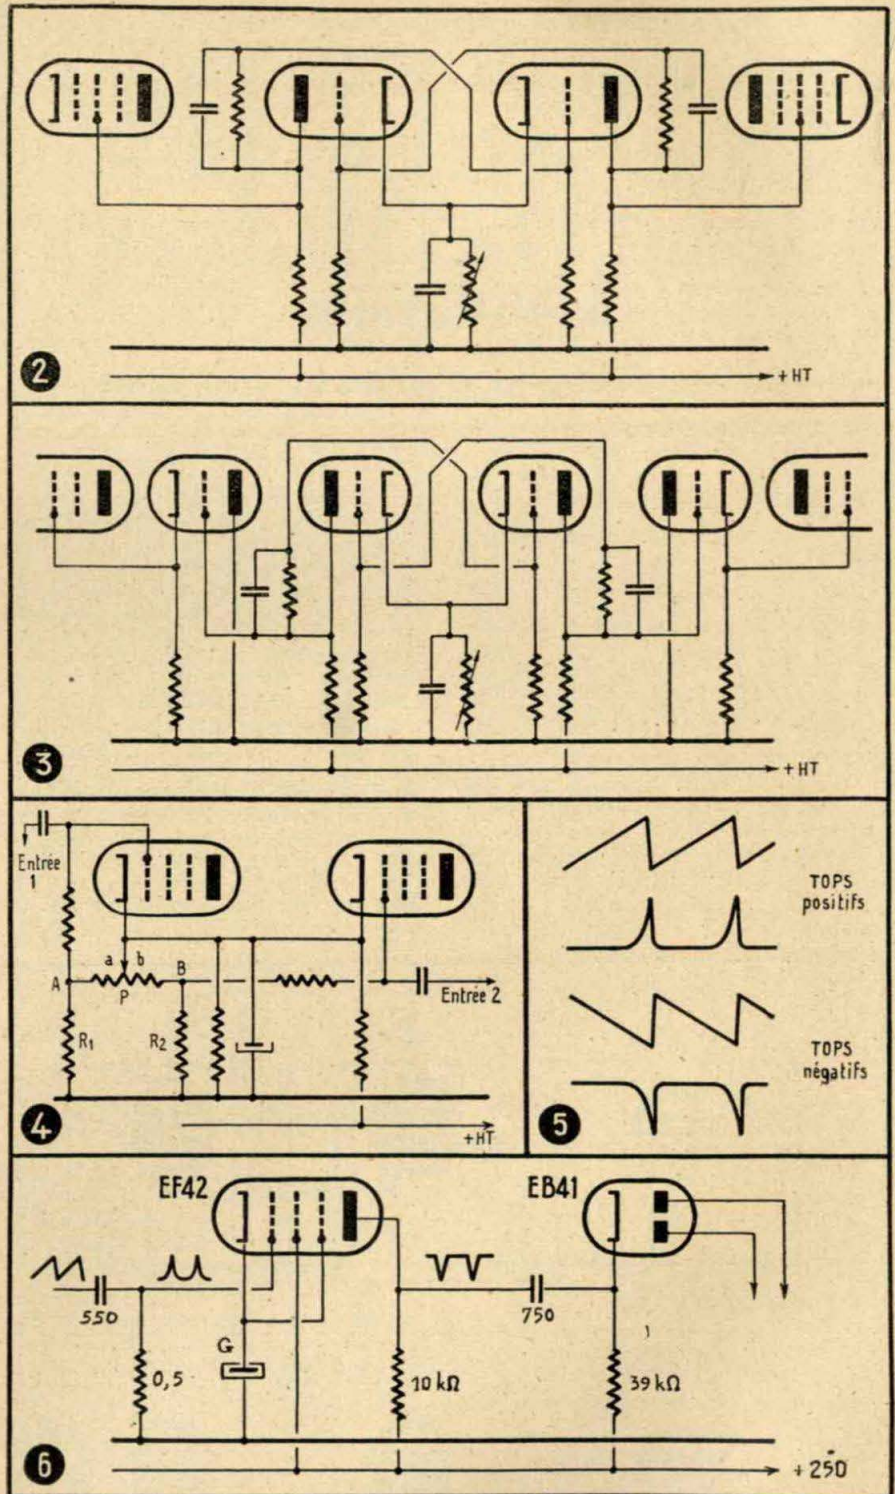 2
+ HT
3
+ HT
Entrée
1
a
b
A
P
B
R1
R2
Entrée 2
4
+HT
TOPS
positifs
TOPS
négatifs
5
EF42
EB41
550
750
G
0,5
10 kΩ
39 kΩ
6
+ 250